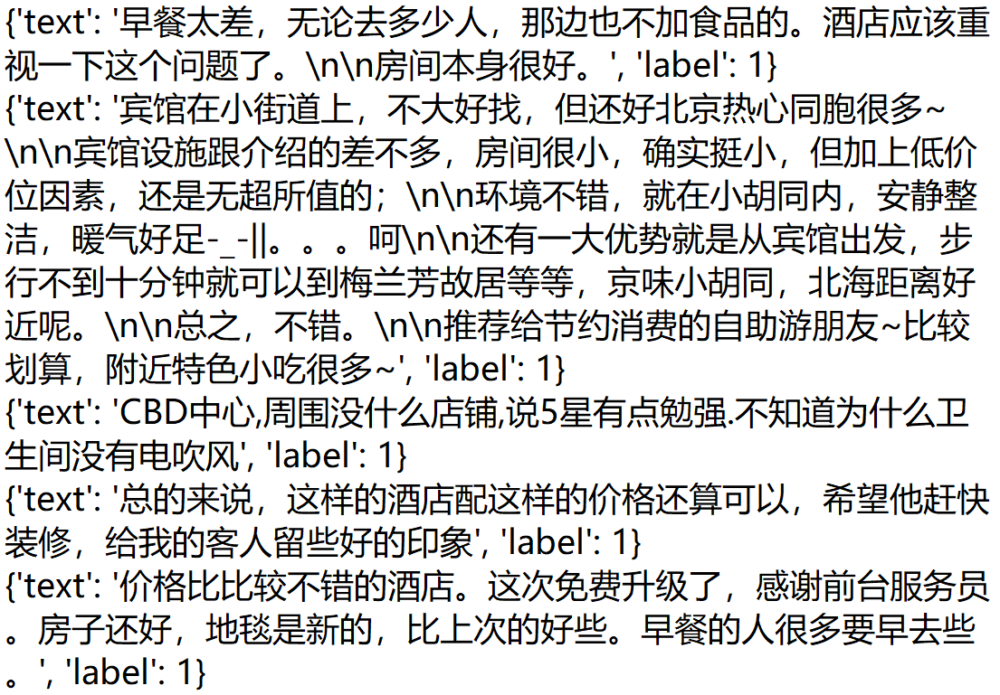 {'text': '早餐太差，无论去多少人，那边也不加食品的。酒店应该重
视一下这个问题了。\n\n房间本身很好。', 'label': 1}
{'text': '宾馆在小街道上，不大好找，但还好北京热心同胞很多~
\n\n宾馆设施跟介绍的差不多，房间很小，确实挺小，但加上低价
位因素，还是无超所值的；\n\n环境不错，就在小胡同内，安静整
洁，暖气好足-_-||。。。呵\n\n还有一大优势就是从宾馆出发，步
行不到十分钟就可以到梅兰芳故居等等，京味小胡同，北海距离好
近呢。\n\n总之，不错。\n\n推荐给节约消费的自助游朋友~比较
划算，附近特色小吃很多~', 'label': 1}
{'text': 'CBD中心,周围没什么店铺,说5星有点勉强.不知道为什么卫
生间没有电吹风', 'label': 1}
{'text': '总的来说，这样的酒店配这样的价格还算可以，希望他赶快
装修，给我的客人留些好的印象', 'label': 1}
{'text': '价格比比较不错的酒店。这次免费升级了，感谢前台服务员
。房子还好，地毯是新的，比上次的好些。早餐的人很多要早去些
。', 'label': 1}